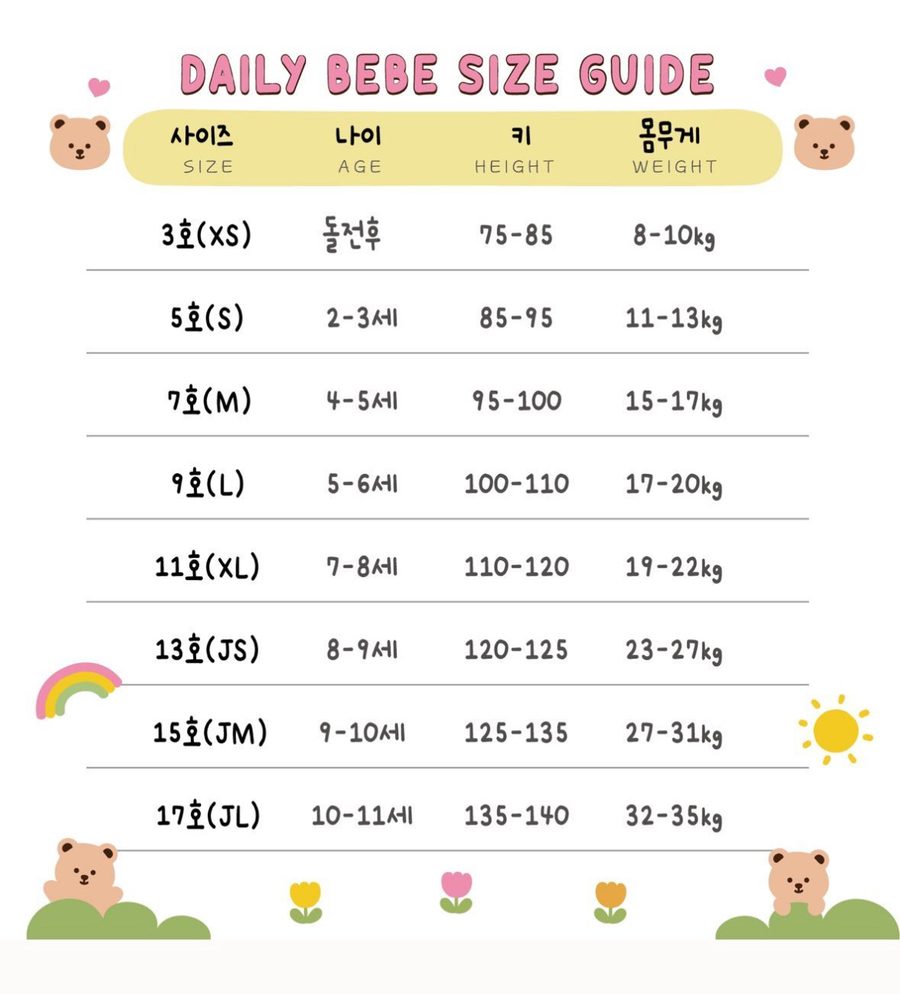 DAILY BEBE SIZE GUIDE
사이즈 나이 키 몸무게
SIZE AGE HEIGHT WEIGHT
3호(XS) 돌전후 75-85 8-10kg
5호(S) 2-3세 85-95 11-13kg
7호(M) 4-5세 95-100 15-17kg
9호(L) 5-6세 100-110 17-20kg
11호(XL) 7-8세 110-120 19-22kg
13호(JS) 8-9세 120-125 23-27kg
15호(JM) 9-10세 125-135 27-31kg
17호(JL) 10-11세 135-140 32-35kg